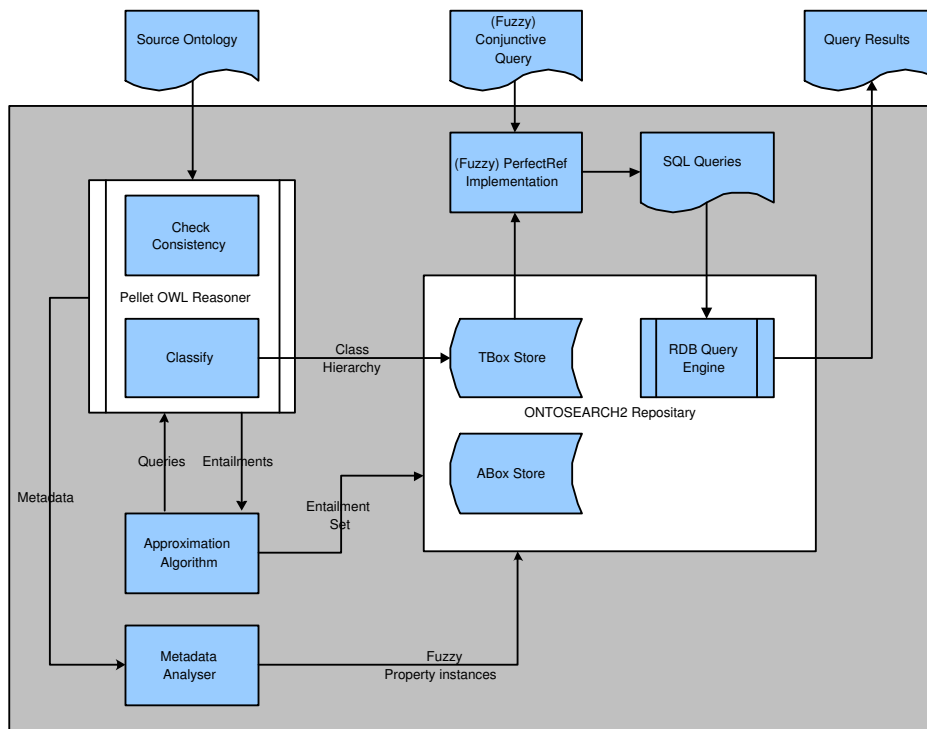 Source Ontology
(Fuzzy)
Conjunctive
Query
Query Results
(Fuzzy) PerfectRef
Implementation
SQL Queries
Check
Consistency
Pellet OWL Reasoner
Classify
Class
Hierarchy
TBox Store
RDB Query
Engine
ONTOSEARCH2 Repositary
Queries
Entailments
ABox Store
Metadata
Entailment
Set
Approximation
Algorithm
Metadata
Analyser
Fuzzy
Property instances